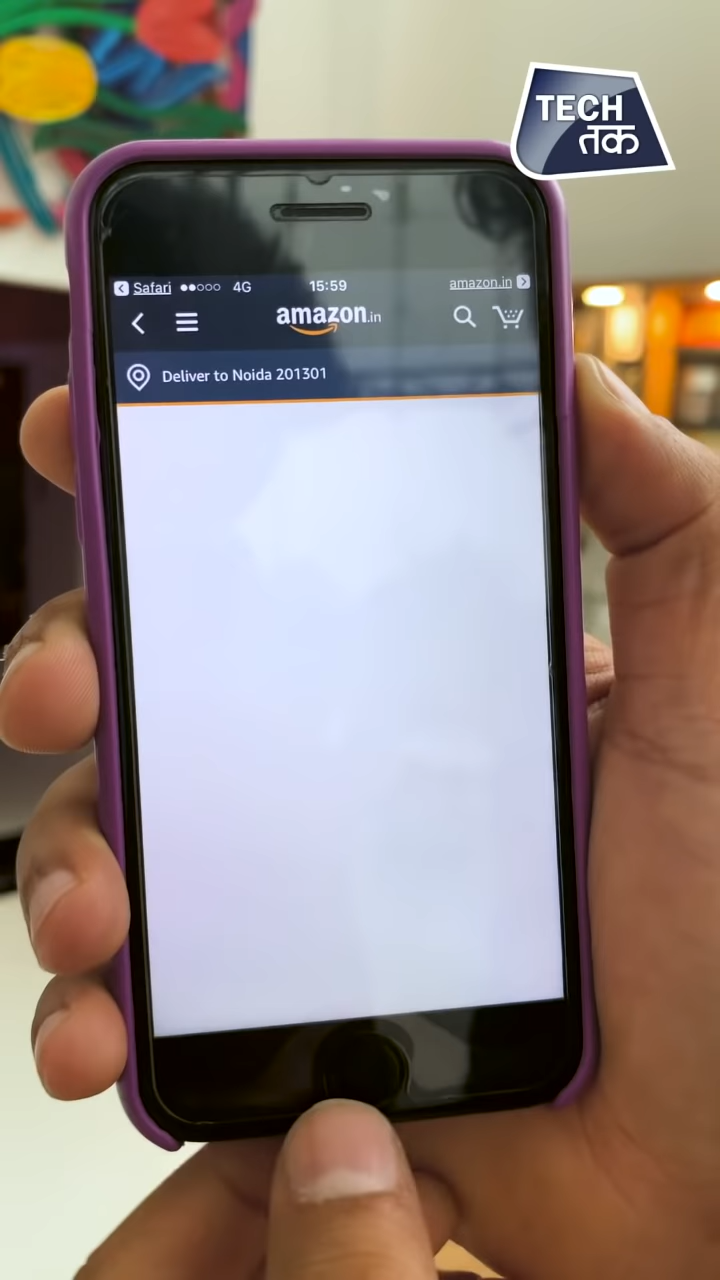 TECH
तक
Safari 4G 15:59 amazon.in
amazon.in
Deliver to Noida 201301